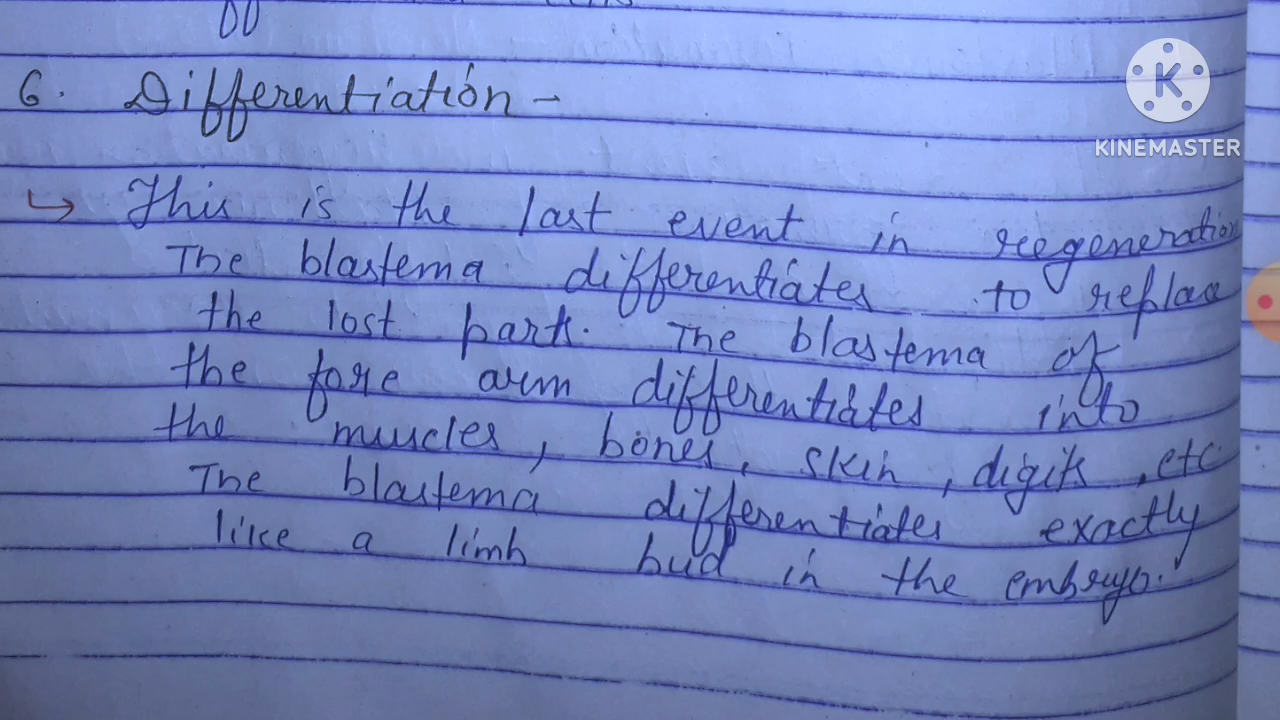 K
KINEMASTER
6. Differentiation -
↳ This is the last event in regeneration
The blastema differentiates to replace
the lost part. The blastema of
the fore arm differentiates into
the muscles, bones, skin, digits, etc.
The blastema differentiates exactly
like a limb bud in the embryo.